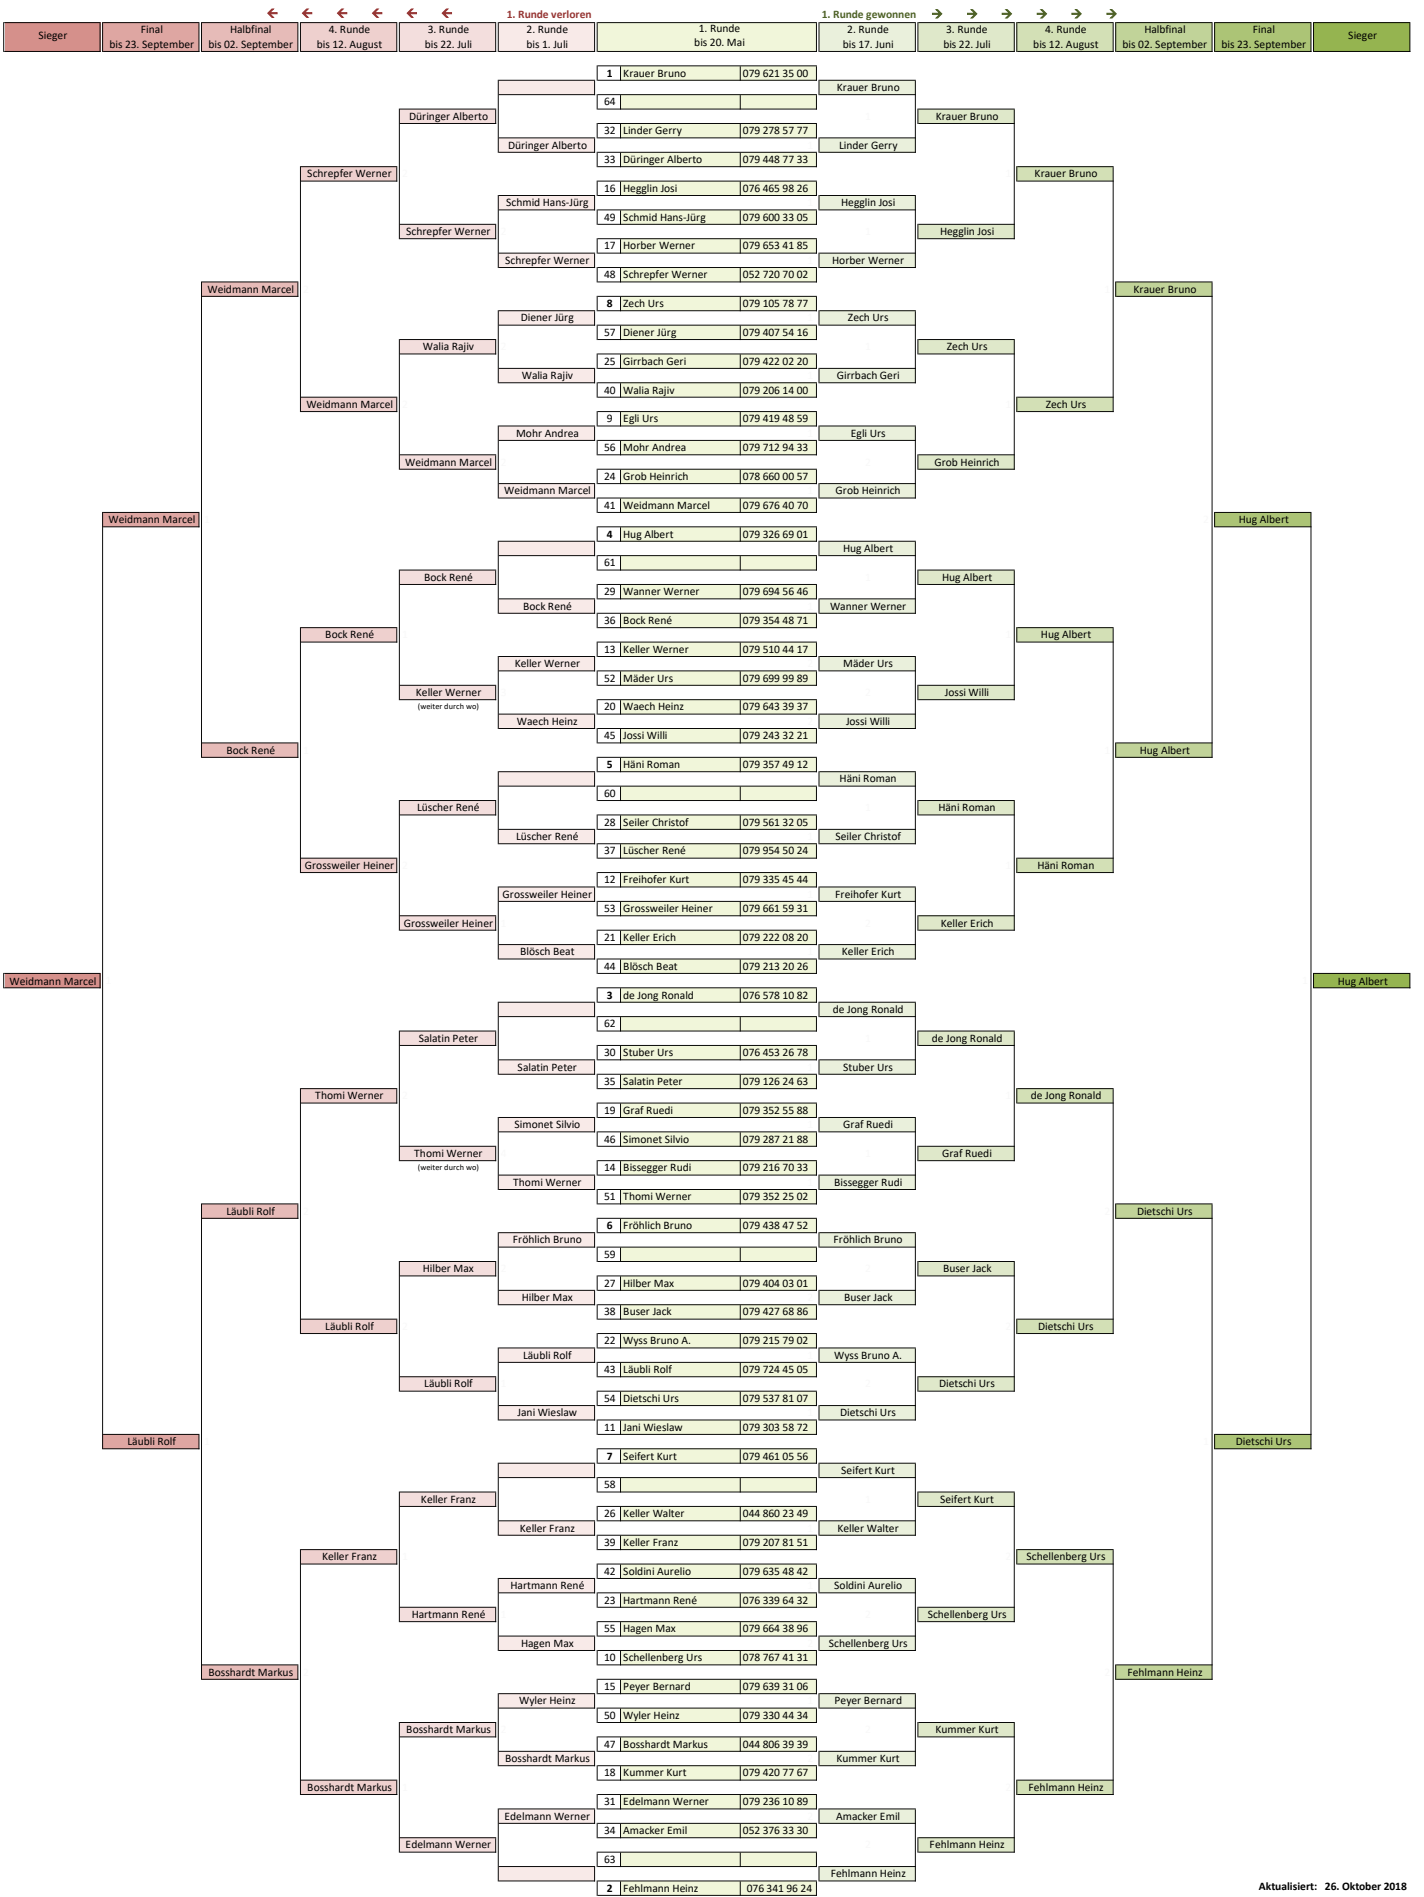 ← ← ← ← ← ← 1. Runde verloren 1. Runde gewonnen → → → → → →
Sieger Final Halbfinal 4. Runde 3. Runde 2. Runde 1. Runde 2. Runde 3. Runde 4. Runde Halbfinal Final Sieger
bis 23. September bis 02. September bis 12. August bis 22. Juli bis 1. Juli bis 20. Mai bis 17. Juni bis 22. Juli bis 12. August bis 02. September bis 23. September
1 Krauer Bruno 079 621 35 00
Krauer Bruno
64
Düringer Alberto Krauer Bruno
32 Linder Gerry 079 278 57 77
Düringer Alberto Linder Gerry
33 Düringer Alberto 079 448 77 33
Schrepfer Werner Krauer Bruno
16 Hegglin Josi 076 465 98 26
Schmid Hans-Jürg Hegglin Josi
49 Schmid Hans-Jürg 079 600 33 05
Schrepfer Werner Hegglin Josi
17 Horber Werner 079 653 41 85
Schrepfer Werner Horber Werner
48 Schrepfer Werner 052 720 70 02
Weidmann Marcel Krauer Bruno
8 Zech Urs 079 105 78 77
Diener Jürg Zech Urs
57 Diener Jürg 079 407 54 16
Walia Rajiv Zech Urs
25 Girrbach Geri 079 422 02 20
Walia Rajiv Girrbach Geri
40 Walia Rajiv 079 206 14 00
Weidmann Marcel Zech Urs
9 Egli Urs 079 419 48 59
Mohr Andrea Egli Urs
56 Mohr Andrea 079 712 94 33
Weidmann Marcel Grob Heinrich
24 Grob Heinrich 078 660 00 57
Weidmann Marcel Grob Heinrich
41 Weidmann Marcel 079 676 40 70
Weidmann Marcel Hug Albert
4 Hug Albert 079 326 69 01
Hug Albert
61
Bock René Hug Albert
29 Wanner Werner 079 694 56 46
Bock René Wanner Werner
36 Bock René 079 354 48 71
Bock René Hug Albert
13 Keller Werner 079 510 44 17
Keller Werner Mäder Urs
52 Mäder Urs 079 699 99 89
Keller Werner Jossi Willi
(weiter durch wo) 20 Waech Heinz 079 643 39 37
Waech Heinz Jossi Willi
45 Jossi Willi 079 243 32 21
Bock René Hug Albert
5 Häni Roman 079 357 49 12
Häni Roman
60
Lüscher René Häni Roman
28 Seiler Christof 079 561 32 05
Lüscher René Seiler Christof
37 Lüscher René 079 954 50 24
Grossweiler Heiner Häni Roman
12 Freihofer Kurt 079 335 45 44
Grossweiler Heiner Freihofer Kurt
53 Grossweiler Heiner 079 661 59 31
Grossweiler Heiner Keller Erich
21 Keller Erich 079 222 08 20
Blösch Beat Keller Erich
44 Blösch Beat 079 213 20 26
Weidmann Marcel Hug Albert
3 de Jong Ronald 076 578 10 82
de Jong Ronald
62
Salatin Peter de Jong Ronald
30 Stuber Urs 076 453 26 78
Salatin Peter Stuber Urs
35 Salatin Peter 079 126 24 63
Thomi Werner de Jong Ronald
19 Graf Ruedi 079 352 55 88
Simonet Silvio Graf Ruedi
46 Simonet Silvio 079 287 21 88
Thomi Werner Graf Ruedi
(weiter durch wo) 14 Bissegger Rudi 079 216 70 33
Thomi Werner Bissegger Rudi
51 Thomi Werner 079 352 25 02
Läubli Rolf Dietschi Urs
6 Fröhlich Bruno 079 438 47 52
Fröhlich Bruno Fröhlich Bruno
59
Hilber Max Buser Jack
27 Hilber Max 079 404 03 01
Hilber Max Buser Jack
38 Buser Jack 079 427 68 86
Läubli Rolf Dietschi Urs
22 Wyss Bruno A. 079 215 79 02
Läubli Rolf Wyss Bruno A.
43 Läubli Rolf 079 724 45 05
Läubli Rolf Dietschi Urs
54 Dietschi Urs 079 537 81 07
Jani Wieslaw Dietschi Urs
11 Jani Wieslaw 079 303 58 72
Läubli Rolf Dietschi Urs
7 Seifert Kurt 079 461 05 56
Seifert Kurt
58
Keller Franz Seifert Kurt
26 Keller Walter 044 860 23 49
Keller Franz Keller Walter
39 Keller Franz 079 207 81 51
Keller Franz Schellenberg Urs
42 Soldini Aurelio 079 635 48 42
Hartmann René Soldini Aurelio
23 Hartmann René 076 339 64 32
Hartmann René Schellenberg Urs
55 Hagen Max 079 664 38 96
Hagen Max Schellenberg Urs
10 Schellenberg Urs 078 767 41 31
Bosshardt Markus Fehlmann Heinz
15 Peyer Bernard 079 639 31 06
Wyler Heinz Peyer Bernard
50 Wyler Heinz 079 330 44 34
Bosshardt Markus Kummer Kurt
47 Bosshardt Markus 044 806 39 39
Bosshardt Markus Kummer Kurt
18 Kummer Kurt 079 420 77 67
Bosshardt Markus Fehlmann Heinz
31 Edelmann Werner 079 236 10 89
Edelmann Werner Amacker Emil
34 Amacker Emil 052 376 33 30
Edelmann Werner Fehlmann Heinz
63
Fehlmann Heinz
2 Fehlmann Heinz 076 341 96 24
Aktualisiert: 26. Oktober 2018